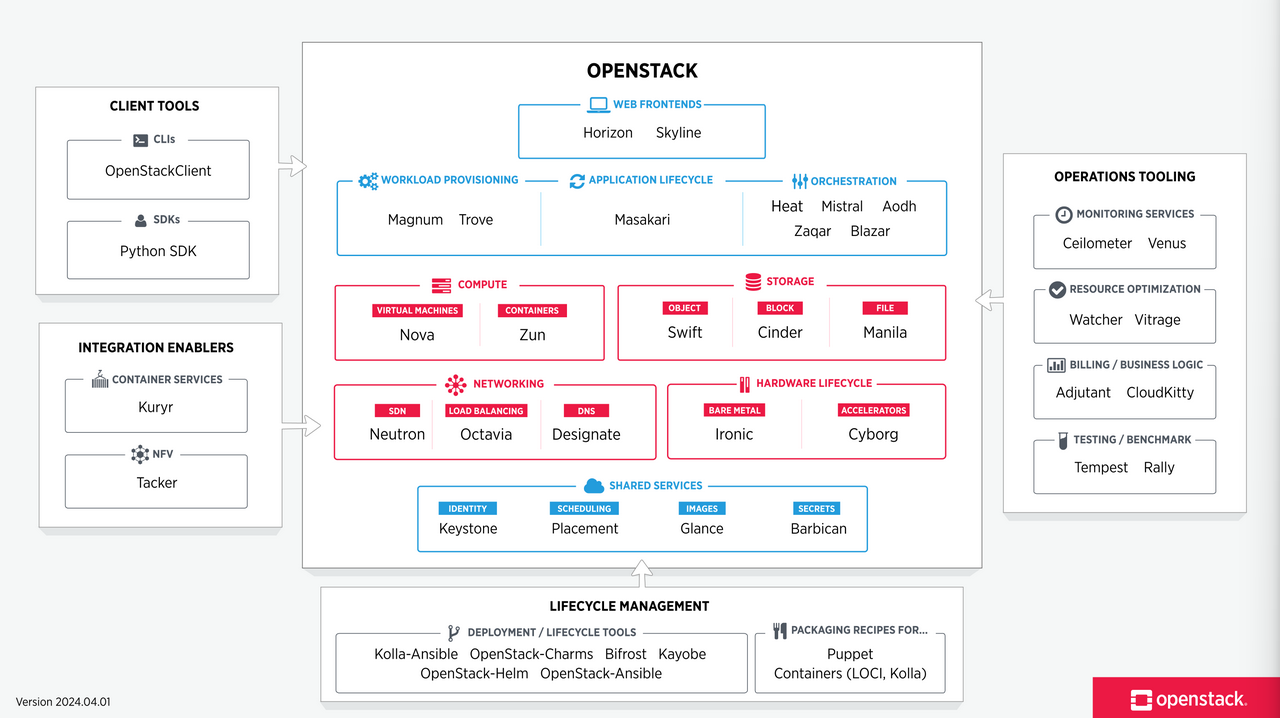 OPENSTACK
WEB FRONTENDS
Horizon Skyline
WORKLOAD PROVISIONING
Magnum Trove
APPLICATION LIFECYCLE
Masakari
ORCHESTRATION
Heat Mistral Aodh
Zaqar Blazar
COMPUTE
VIRTUAL MACHINES
Nova
CONTAINERS
Zun
STORAGE
OBJECT
Swift
BLOCK
Cinder
FILE
Manila
NETWORKING
SDN
Neutron
LOAD BALANCING
Octavia
DNS
Designate
HARDWARE LIFECYCLE
BARE METAL
Ironic
ACCELERATORS
Cyborg
SHARED SERVICES
IDENTITY
Keystone
SCHEDULING
Placement
IMAGES
Glance
SECRETS
Barbican
CLIENT TOOLS
CLIs
OpenStackClient
SDKs
Python SDK
INTEGRATION ENABLERS
CONTAINER SERVICES
Kuryr
NFV
Tacker
OPERATIONS TOOLING
MONITORING SERVICES
Ceilometer Venus
RESOURCE OPTIMIZATION
Watcher Vitrage
BILLING / BUSINESS LOGIC
Adjutant CloudKitty
TESTING / BENCHMARK
Tempest Rally
LIFECYCLE MANAGEMENT
DEPLOYMENT / LIFECYCLE TOOLS
Kolla-Ansible OpenStack-Charms Bifrost Kayobe
OpenStack-Helm OpenStack-Ansible
PACKAGING RECIPES FOR...
Puppet
Containers (LOCI, Kolla)
Version 2024.04.01
openstack.